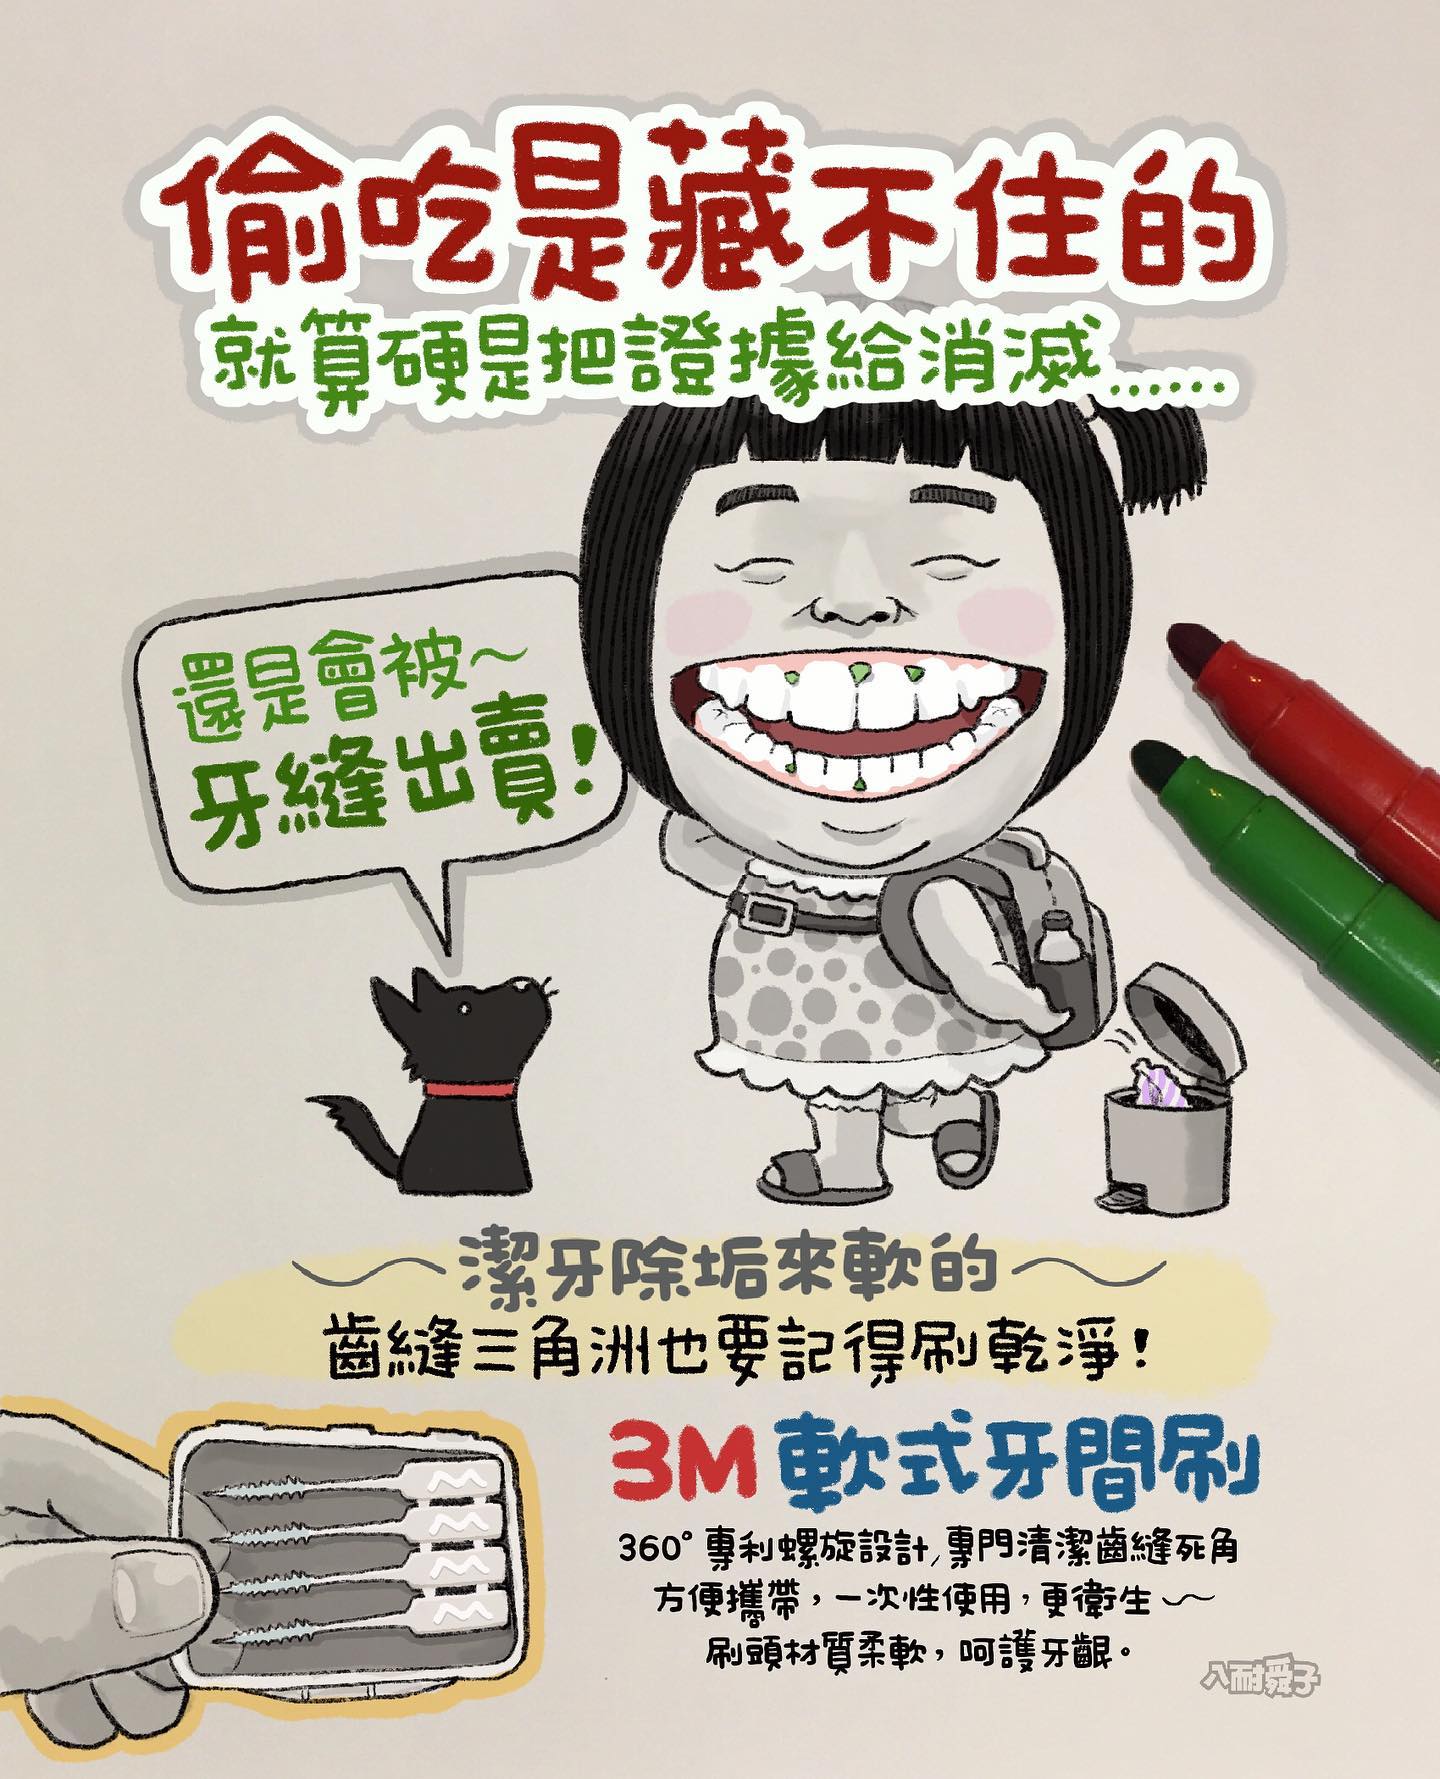 偷吃是藏不住的
就算硬是把證據給消滅......
還是會被～
牙縫出賣！
潔牙除垢來軟的
齒縫三角洲也要記得刷乾淨！
3M 軟式牙間刷
360° 專利螺旋設計，專門清潔齒縫死角
方便攜帶，一次性使用，更衛生～
刷頭材質柔軟，呵護牙齦。
八耐舜子